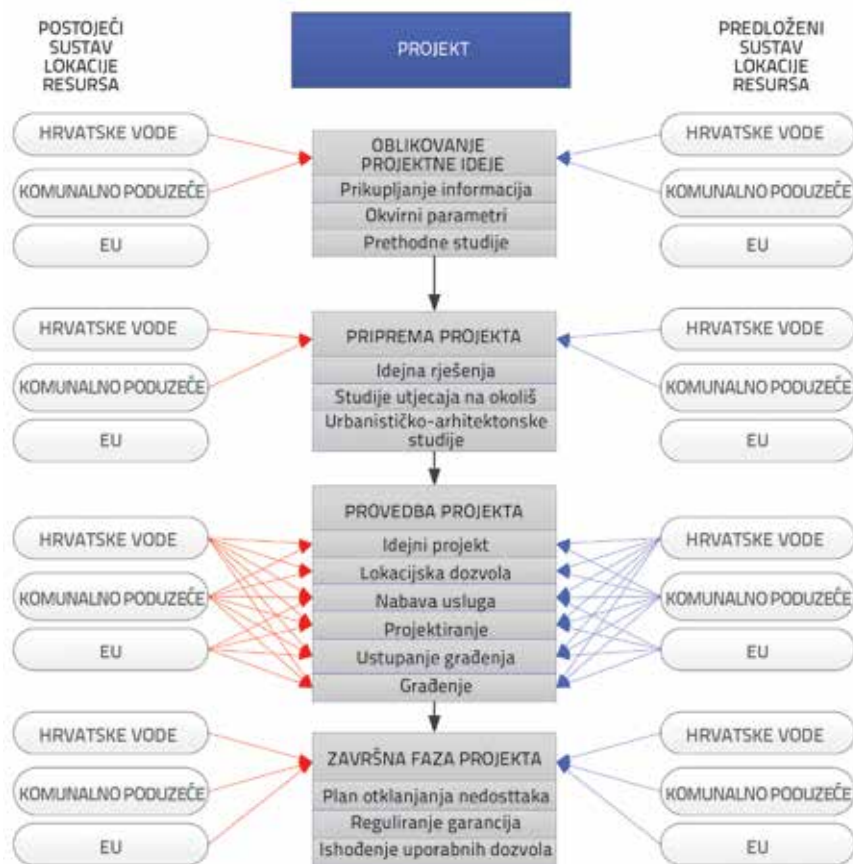 POSTOJEĆI
SUSTAV
LOKACIJE
RESURSA
PROJEKT
PREDLOŽENI
SUSTAV
LOKACIJE
RESURSA
HRVATSKE VODE
KOMUNALNO PODUZEĆE
EU
OBLIKOVANJE
PROJEKTNE IDEJE
Prikupljanje informacija
Okvirni parametri
Prethodne studije
HRVATSKE VODE
KOMUNALNO PODUZEĆE
EU
HRVATSKE VODE
KOMUNALNO PODUZEĆE
EU
PRIPREMA PROJEKTA
Idejna rješenja
Studije utjecaja na okoliš
Urbanističko-arhitektonske
studije
HRVATSKE VODE
KOMUNALNO PODUZEĆE
EU
HRVATSKE VODE
KOMUNALNO PODUZEĆE
EU
PROVEDBA PROJEKTA
Idejni projekt
Lokacijska dozvola
Nabava usluga
Projektiranje
Ustupanje građenja
Građenje
HRVATSKE VODE
KOMUNALNO PODUZEĆE
EU
HRVATSKE VODE
KOMUNALNO PODUZEĆE
EU
ZAVRŠNA FAZA PROJEKTA
Plan otklanjanja nedosttaka
Reguliranje garancija
Ishođenje uporabnih dozvola
HRVATSKE VODE
KOMUNALNO PODUZEĆE
EU